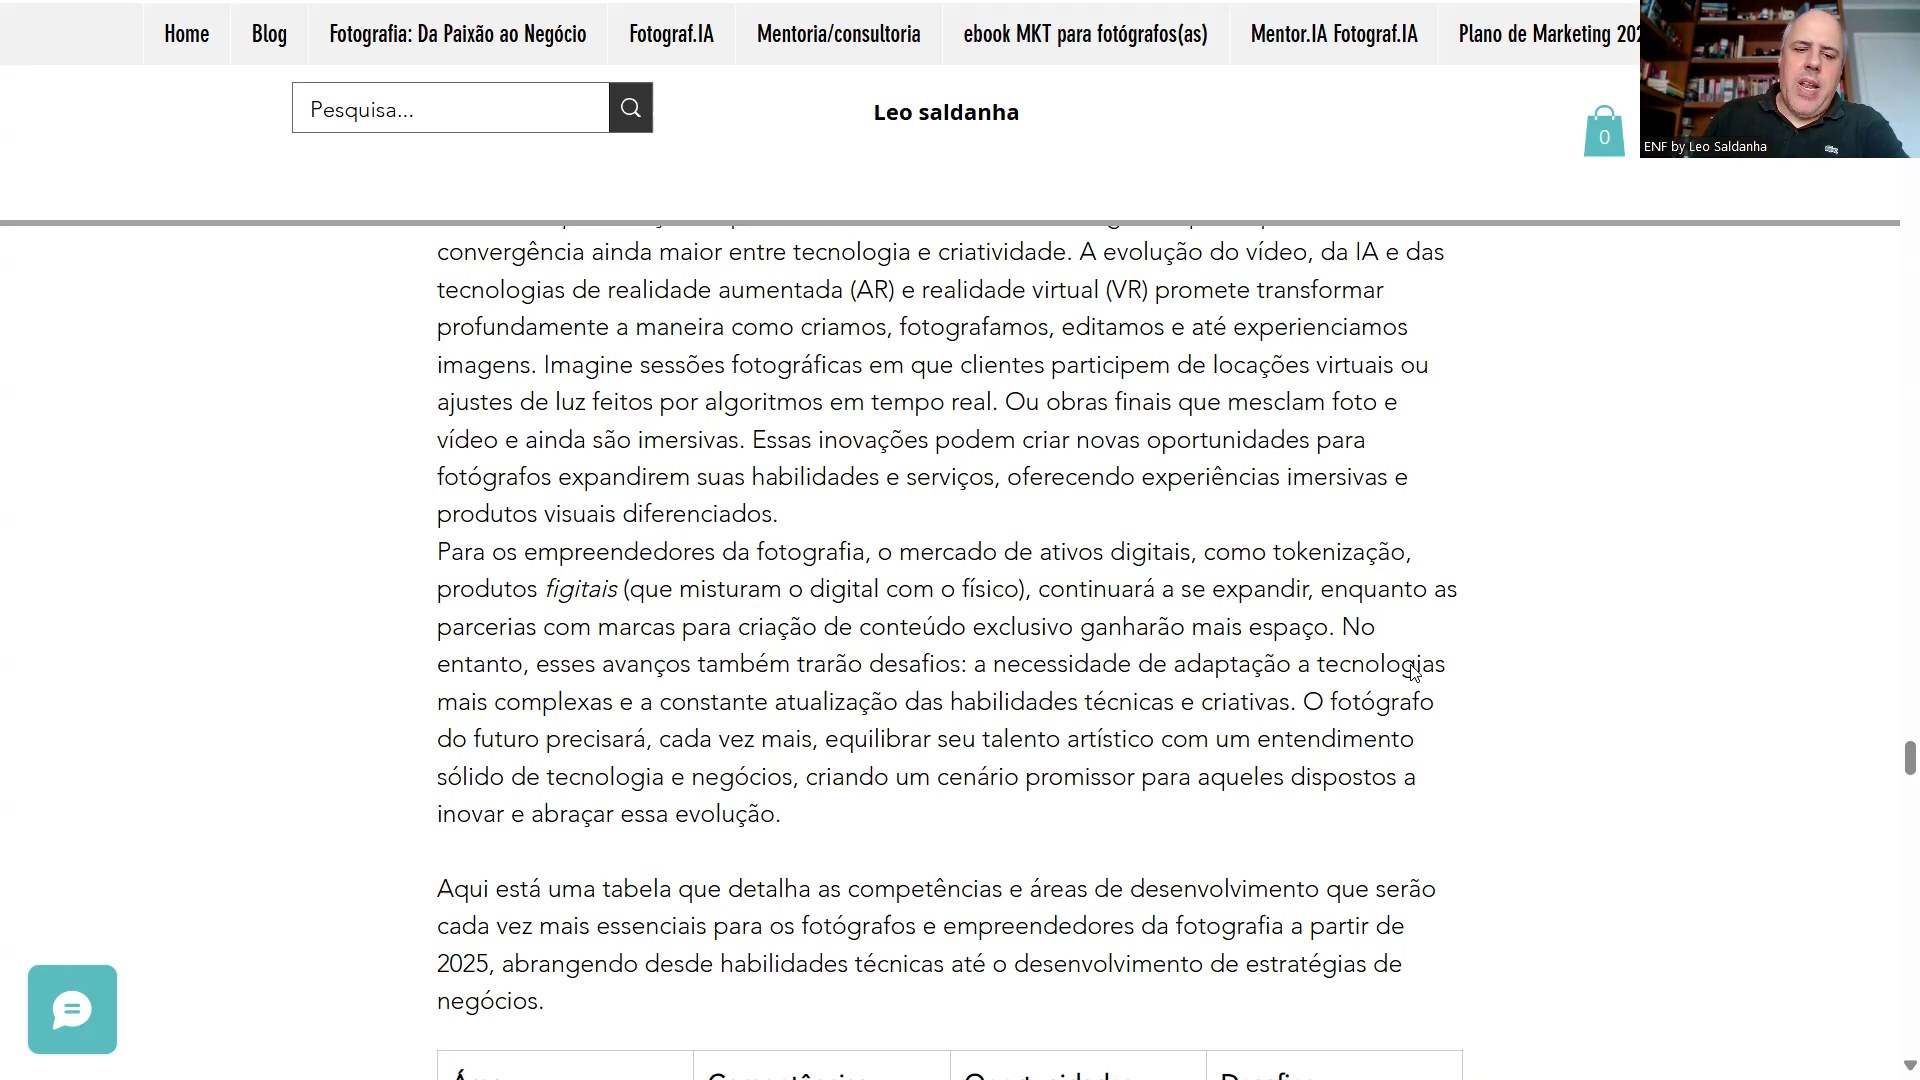 Home
Blog
Fotografia: Da Paixão ao Negócio
Fotograf.IA
Mentoria/consultoria
ebook MKT para fotógrafos(as)
Mentor.IA Fotograf.IA
Plano de Marketing
Pesquisa...
Leo saldanha
0
ENF by Leo Saldanha
convergência ainda maior entre tecnologia e criatividade. A evolução do vídeo, da IA e das
tecnologias de realidade aumentada (AR) e realidade virtual (VR) promete transformar
profundamente a maneira como criamos, fotografamos, editamos e até experienciamos
imagens. Imagine sessões fotográficas em que clientes participem de locações virtuais ou
ajustes de luz feitos por algoritmos em tempo real. Ou obras finais que mesclam foto e
vídeo e ainda são imersivas. Essas inovações podem criar novas oportunidades para
fotógrafos expandirem suas habilidades e serviços, oferecendo experiências imersivas e
produtos visuais diferenciados.
Para os empreendedores da fotografia, o mercado de ativos digitais, como tokenização,
produtos figitais (que misturam o digital com o físico), continuará a se expandir, enquanto as
parcerias com marcas para criação de conteúdo exclusivo ganharão mais espaço. No
entanto, esses avanços também trarão desafios: a necessidade de adaptação a tecnologias
mais complexas e a constante atualização das habilidades técnicas e criativas. O fotógrafo
do futuro precisará, cada vez mais, equilibrar seu talento artístico com um entendimento
sólido de tecnologia e negócios, criando um cenário promissor para aqueles dispostos a
inovar e abraçar essa evolução.
Aqui está uma tabela que detalha as competências e áreas de desenvolvimento que serão
cada vez mais essenciais para os fotógrafos e empreendedores da fotografia a partir de
2025, abrangendo desde habilidades técnicas até o desenvolvimento de estratégias de
negócios.